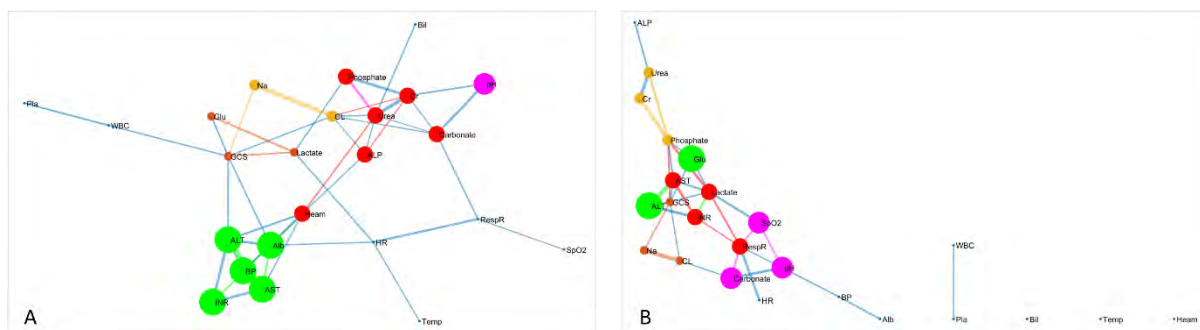 Bil
Phosphate
pH
Na
Cr
Pla
Glu
CL
Urea
WBC
Carbonate
GCS
Lactate
ALP
Heam
RespR
ALT
Alb
HR
SpO2
BP
AST
INR
Temp
A
ALP
Urea
Cr
Phosphate
Glu
AST
Lactate
ALT
GCS
INR
SpO2
Na
RespR
WBC
CL
pH
Carbonate
HR
BP
Alb
Pla
Bil
Temp
Heam
B